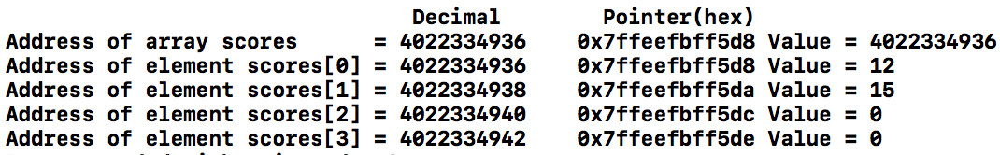 Decimal Pointer(hex)
Address of array scores = 4022334936 0x7ffeefbff5d8 Value = 4022334936
Address of element scores[0] = 4022334936 0x7ffeefbff5d8 Value = 12
Address of element scores[1] = 4022334938 0x7ffeefbff5da Value = 15
Address of element scores[2] = 4022334940 0x7ffeefbff5dc Value = 0
Address of element scores[3] = 4022334942 0x7ffeefbff5de Value = 0